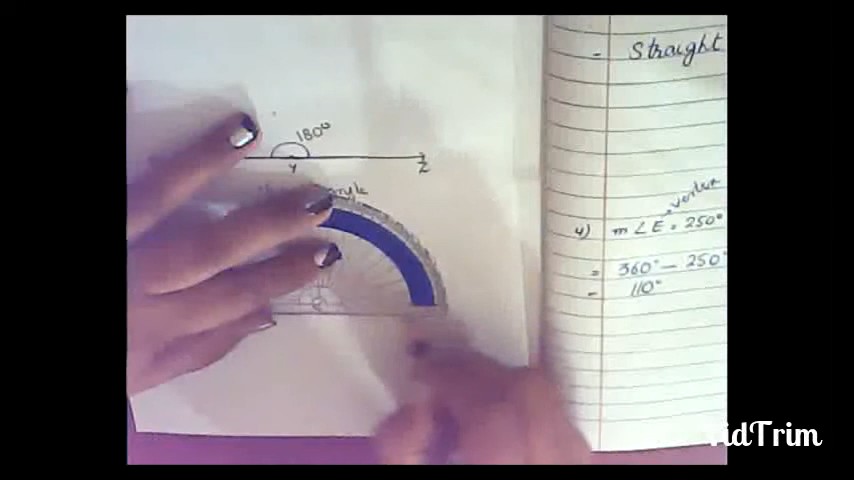 180°
Y
Z
- Straight
vertex
4) m∠E = 250°
= 360° - 250°
= 110°
VidTrim